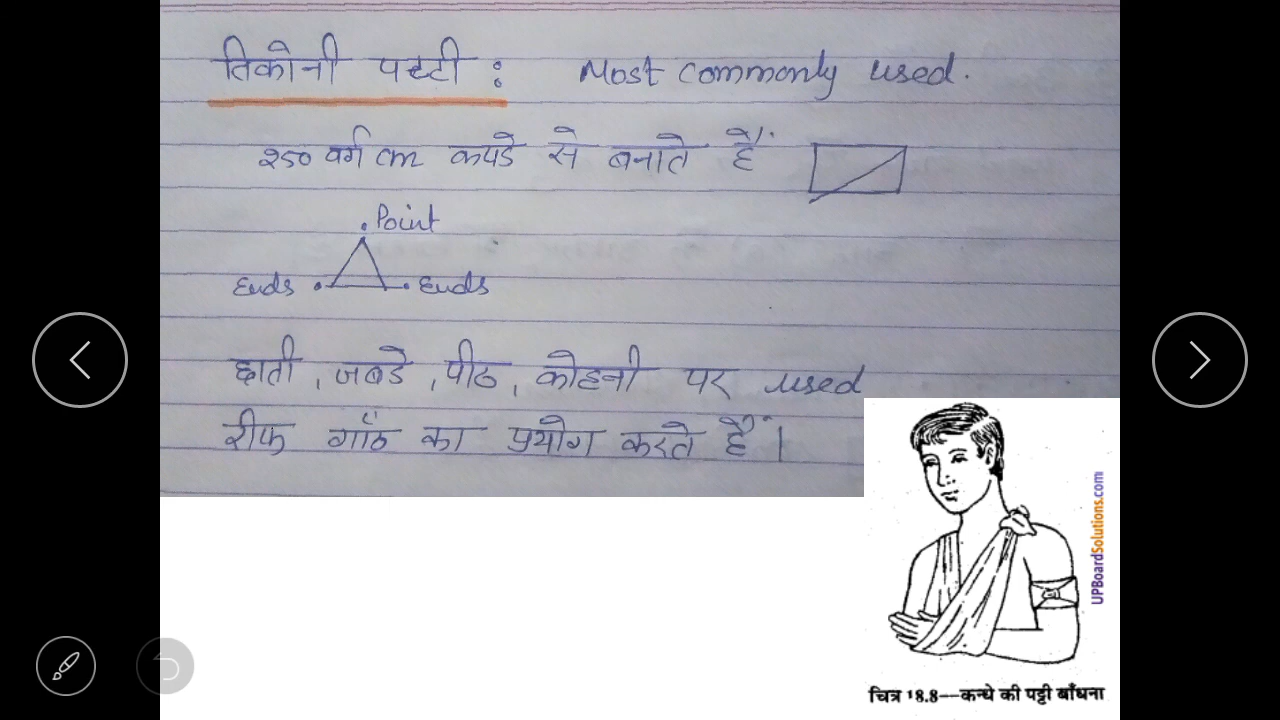 तिकोनी पट्टी : Most commonly used.
२५० वर्ग cm कपडे से बनाते हैं
Point
Ends Ends
छाती, जबडे, पीठ, कोहनी पर used
रीफ गाँठ का प्रयोग करते हैं।
UPBoardSolutions.com
चित्र 18.8—कन्धे की पट्टी बाँधना